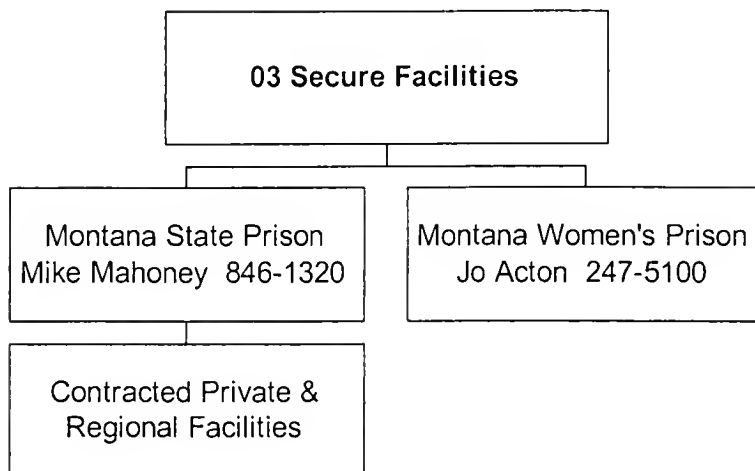 03 Secure Facilities
Montana State Prison
Mike Mahoney 846-1320
Montana Women's Prison
Jo Acton 247-5100
Contracted Private &
Regional Facilities